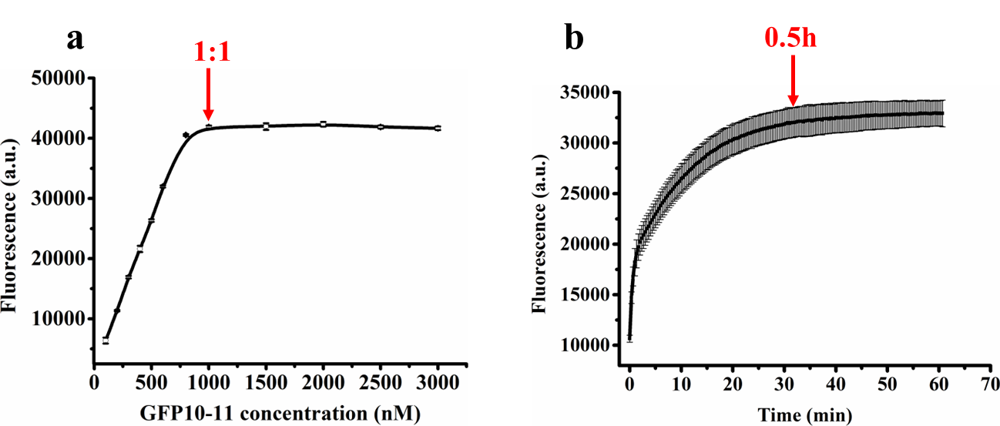 a
1:1
50000
40000
30000
20000
10000
0 500 1000 1500 2000 2500 3000
Fluorescence (a.u.)
GFP10-11 concentration (nM)
b
0.5h
35000
30000
25000
20000
15000
10000
0 10 20 30 40 50 60 70
Fluorescence (a.u.)
Time (min)